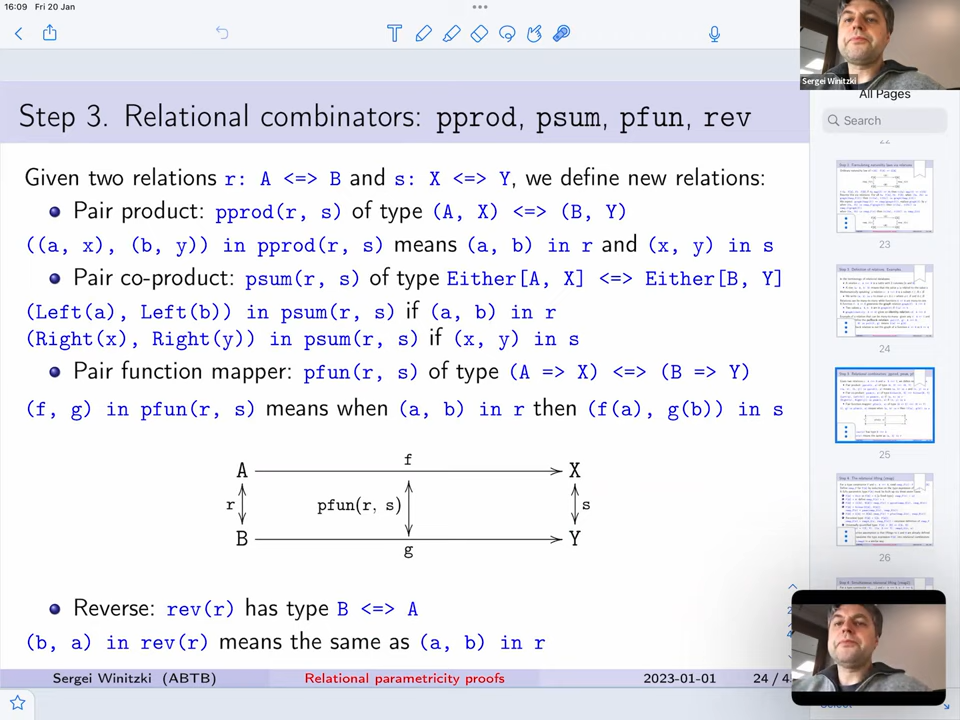 16:09 Fri 20 Jan
Sergei Winitzki
All Pages
Search
Step 3. Relational combinators: pprod, psum, pfun, rev
Given two relations r: A <=> B and s: X <=> Y, we define new relations:
Pair product: pprod(r, s) of type (A, X) <=> (B, Y)
((a, x), (b, y)) in pprod(r, s) means (a, b) in r and (x, y) in s
Pair co-product: psum(r, s) of type Either[A, X] <=> Either[B, Y]
(Left(a), Left(b)) in psum(r, s) if (a, b) in r
(Right(x), Right(y)) in psum(r, s) if (x, y) in s
Pair function mapper: pfun(r, s) of type (A => X) <=> (B => Y)
(f, g) in pfun(r, s) means when (a, b) in r then (f(a), g(b)) in s
f
A X
r pfun(r, s) s
B Y
g
Reverse: rev(r) has type B <=> A
(b, a) in rev(r) means the same as (a, b) in r
Sergei Winitzki (ABTB) Relational parametricity proofs 2023-01-01 24 / 4
23
24
25
26